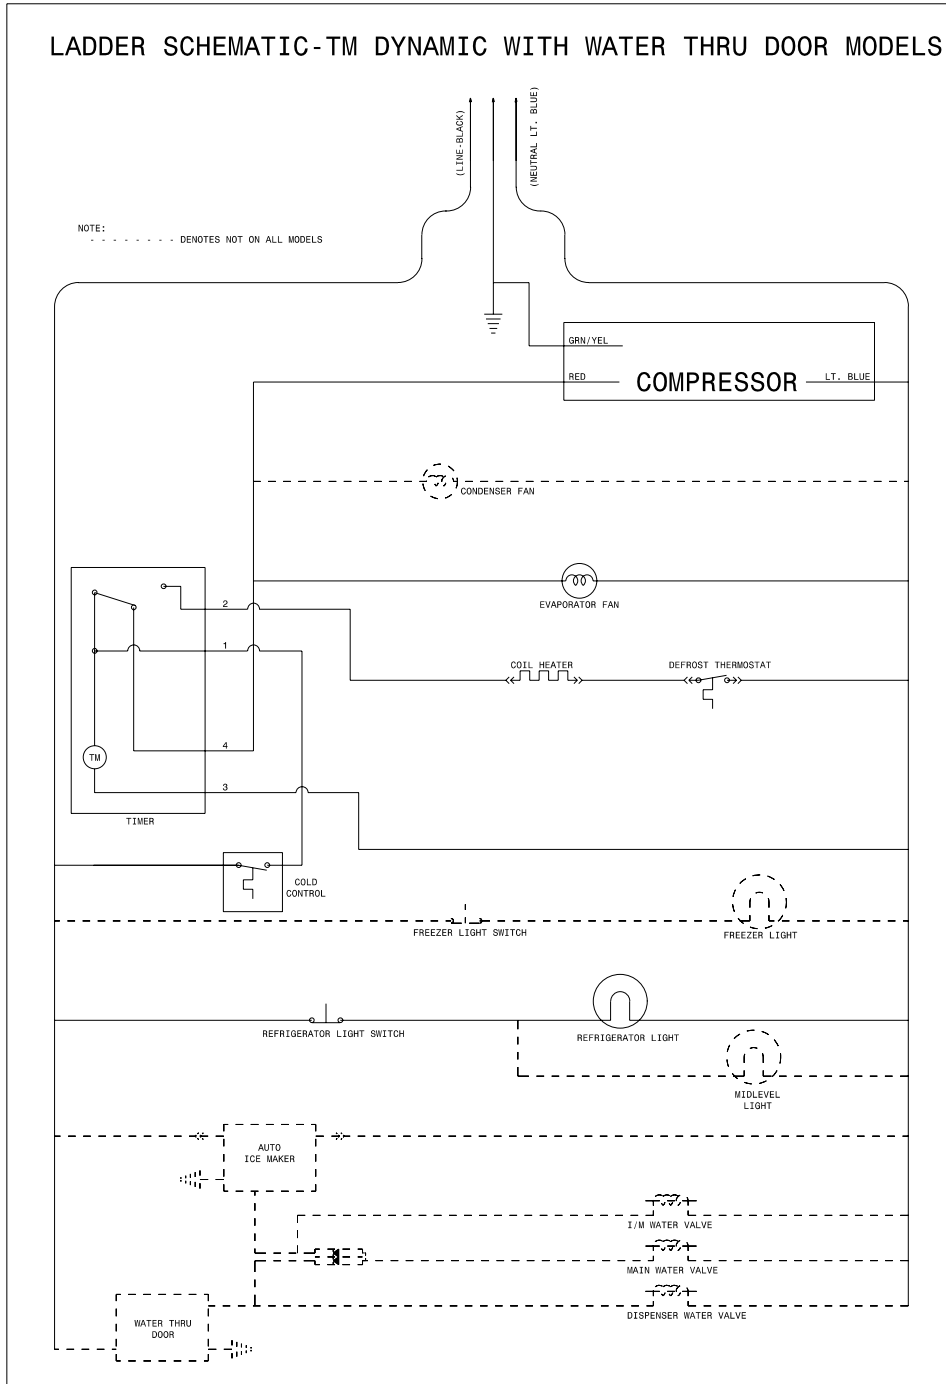 LADDER SCHEMATIC-TM DYNAMIC WITH WATER THRU DOOR MODELS
(LINE-BLACK)
(NEUTRAL LT. BLUE)
NOTE:
- - - - - - - - DENOTES NOT ON ALL MODELS
GRN/YEL
RED
COMPRESSOR
LT. BLUE
CONDENSER FAN
EVAPORATOR FAN
2
1
COIL HEATER
DEFROST THERMOSTAT
4
TM
3
TIMER
COLD
CONTROL
FREEZER LIGHT SWITCH
FREEZER LIGHT
REFRIGERATOR LIGHT SWITCH
REFRIGERATOR LIGHT
MIDLEVEL
LIGHT
AUTO
ICE MAKER
I/M WATER VALVE
MAIN WATER VALVE
DISPENSER WATER VALVE
WATER THRU
DOOR